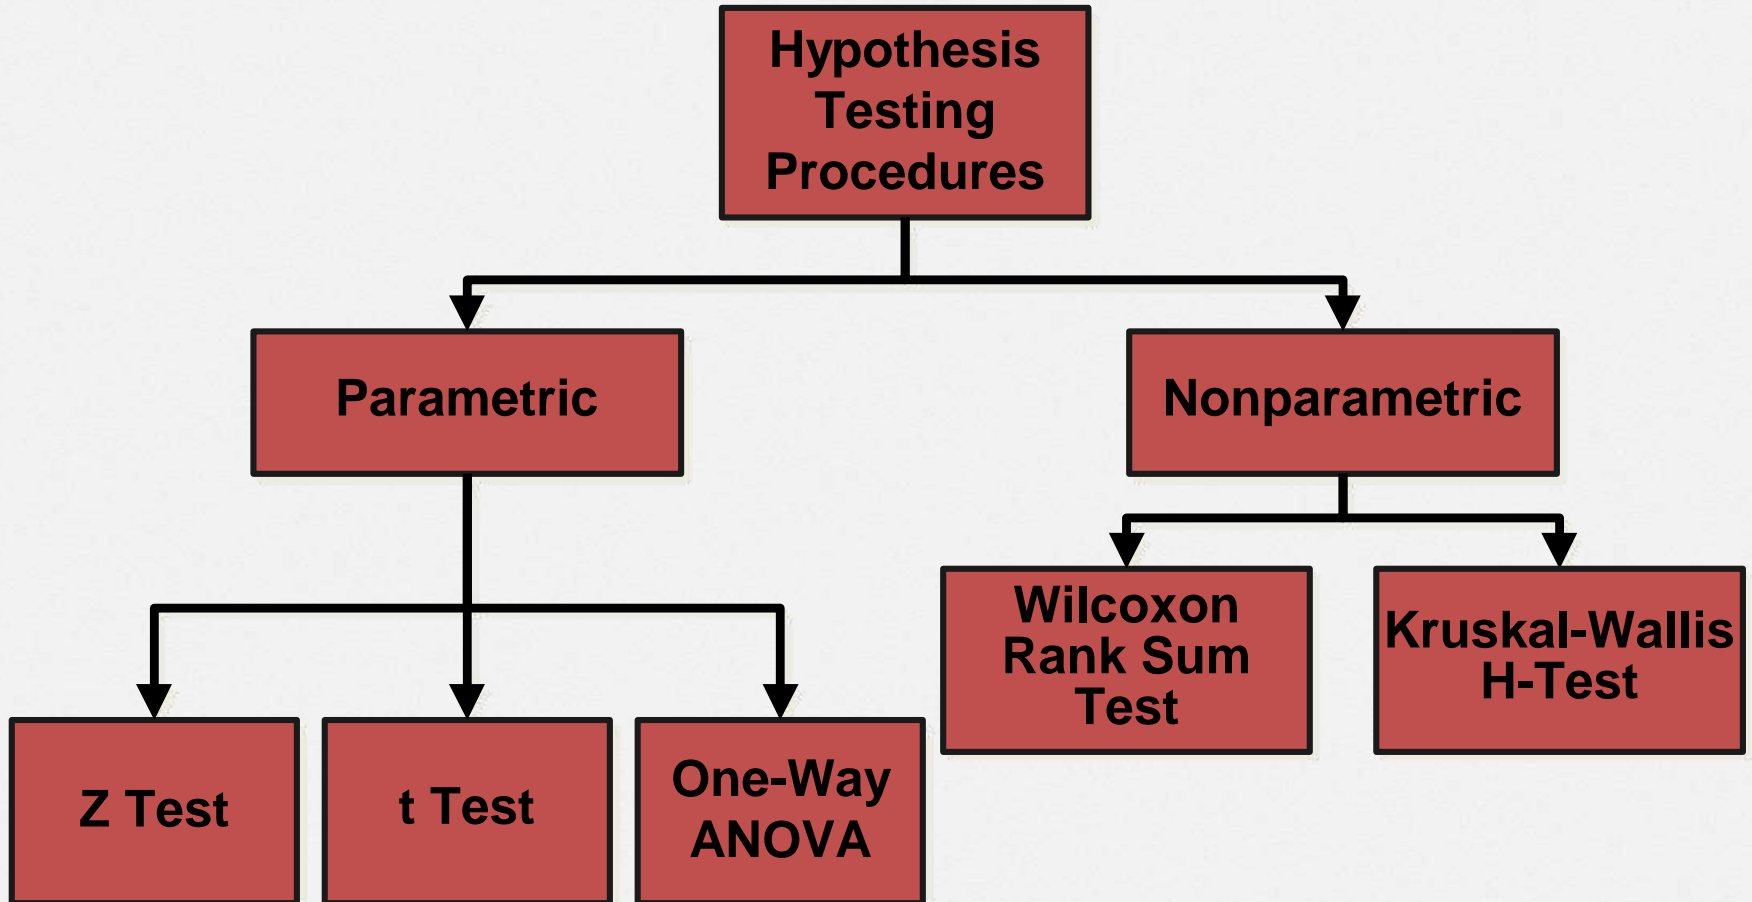 Hypothesis
Testing
Procedures
Parametric
Nonparametric
Wilcoxon
Rank Sum
Test
Kruskal-Wallis
H-Test
Z Test
t Test
One-Way
ANOVA